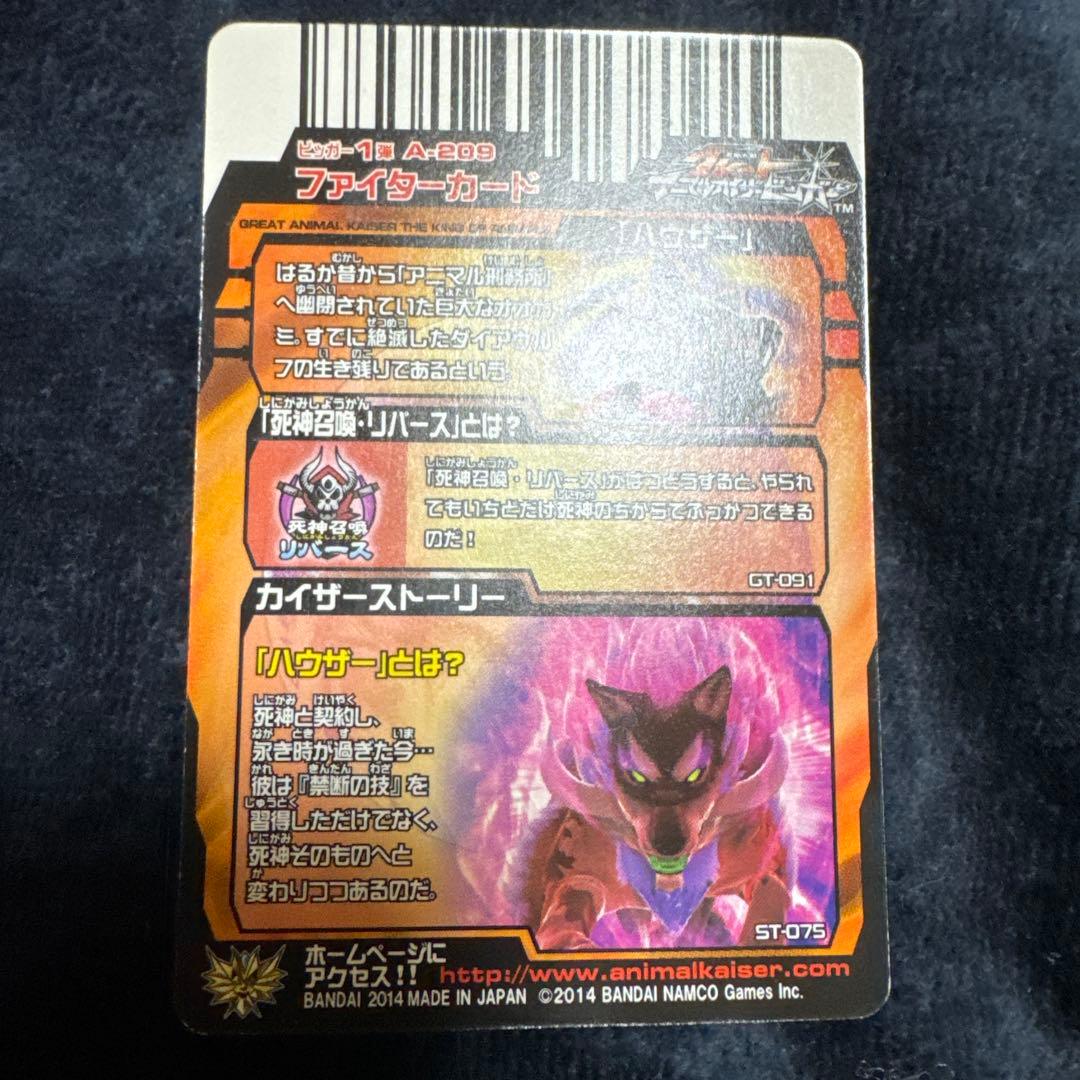 ビッガー1弾 A-209
ファイターカード
TM
GREAT ANIMAL KAISER THE KING OF ANIMAL
「ハウザー」
はるか昔から「アニマル刑務所」
へ幽閉されていた巨大なオオカ
ミ。すでに絶滅したダイアウル
フの生き残りであるという。
「死神召喚・リバース」とは?
死神召喚
リバース
「死神召喚・リバース」がはつどうすると、やられ
てもいちどだけ死神のちからでふっかつできる
のだ!
GT-091
カイザーストーリー
「ハウザー」とは?
死神と契約し、
永き時が過ぎた今…
彼は『禁断の技』を
習得しただけでなく、
死神そのものへと
変わりつつあるのだ。
ST-075
ホームページに
アクセス!! http://www.animalkaiser.com
BANDAI 2014 MADE IN JAPAN ©2014 BANDAI NAMCO Games Inc.